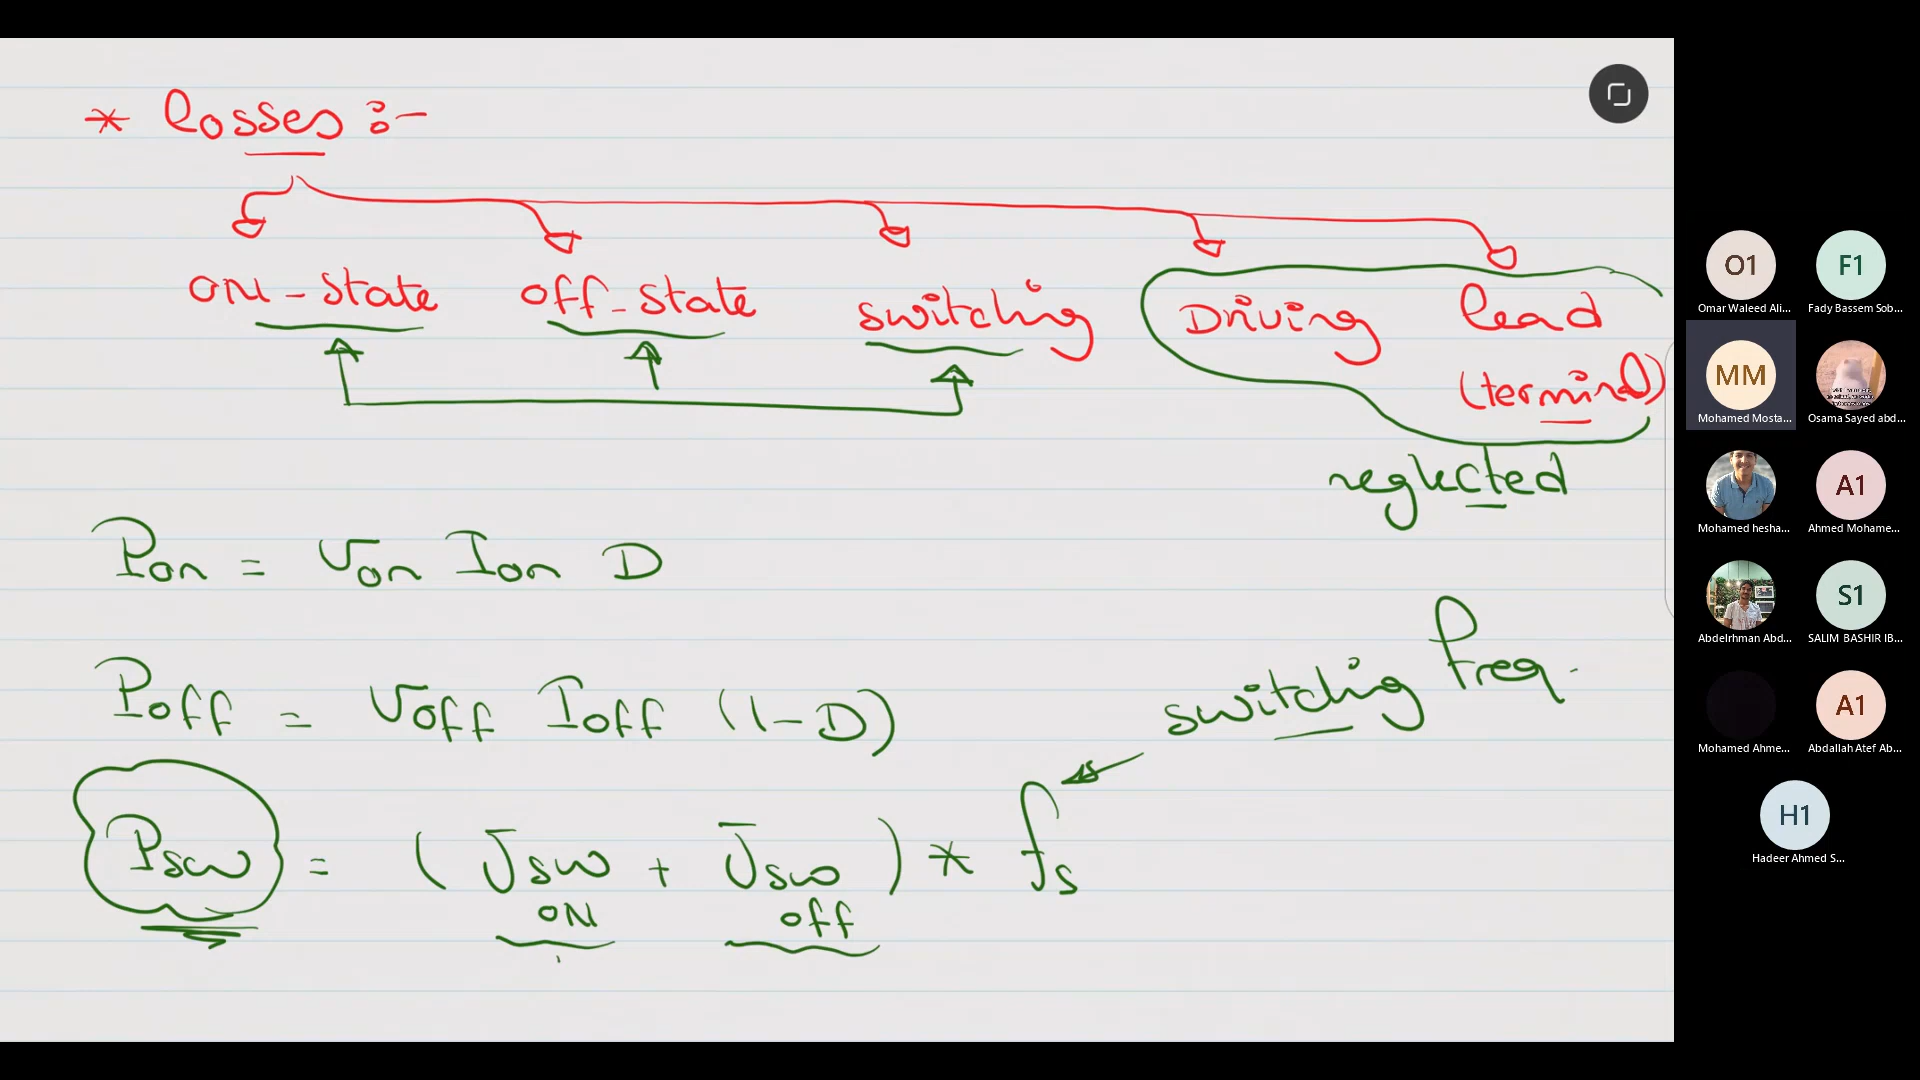 * losses :-
on-state off-state switching Driving lead
(terminal)
neglected
Pon = Von Ion D
Poff = Voff Ioff (1-D)
switching freq.
Psw = (Jsw ON + Jsw off) * fs
O1 F1
Omar Waleed Ali... Fady Bassem Sob...
MM
Mohamed Mosta... Osama Sayed abd...
A1
Mohamed hesha... Ahmed Mohame...
S1
Abdelrhman Abd... SALIM BASHIR IB...
A1
Mohamed Ahme... Abdallah Atef Ab...
H1
Hadeer Ahmed S...